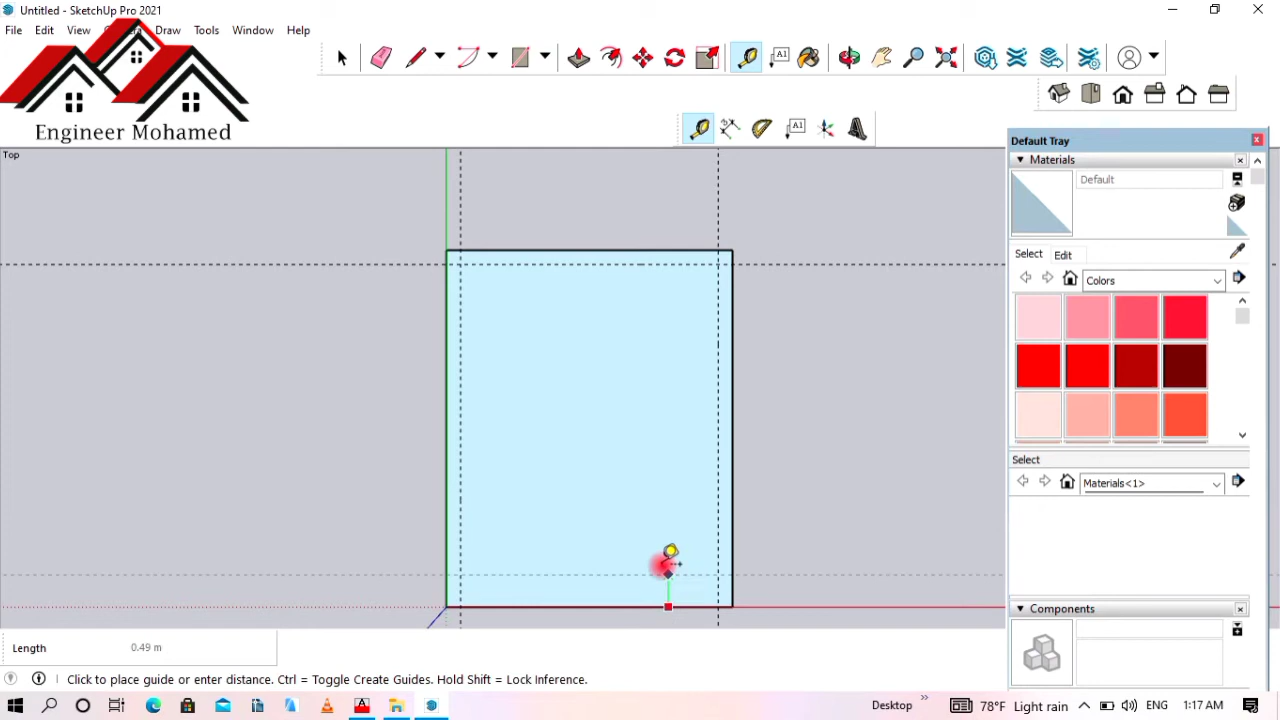 Untitled - SketchUp Pro 2021
File Edit View Draw Tools Window Help
A1
Engineer Mohamed
A1
Top
Default Tray
Materials
Default
Select Edit
Colors
Select
Materials<1>
Components
Length 0.49 m
Click to place guide or enter distance. Ctrl = Toggle Create Guides. Hold Shift = Lock Inference.
Desktop » 78°F Light rain ENG 1:17 AM